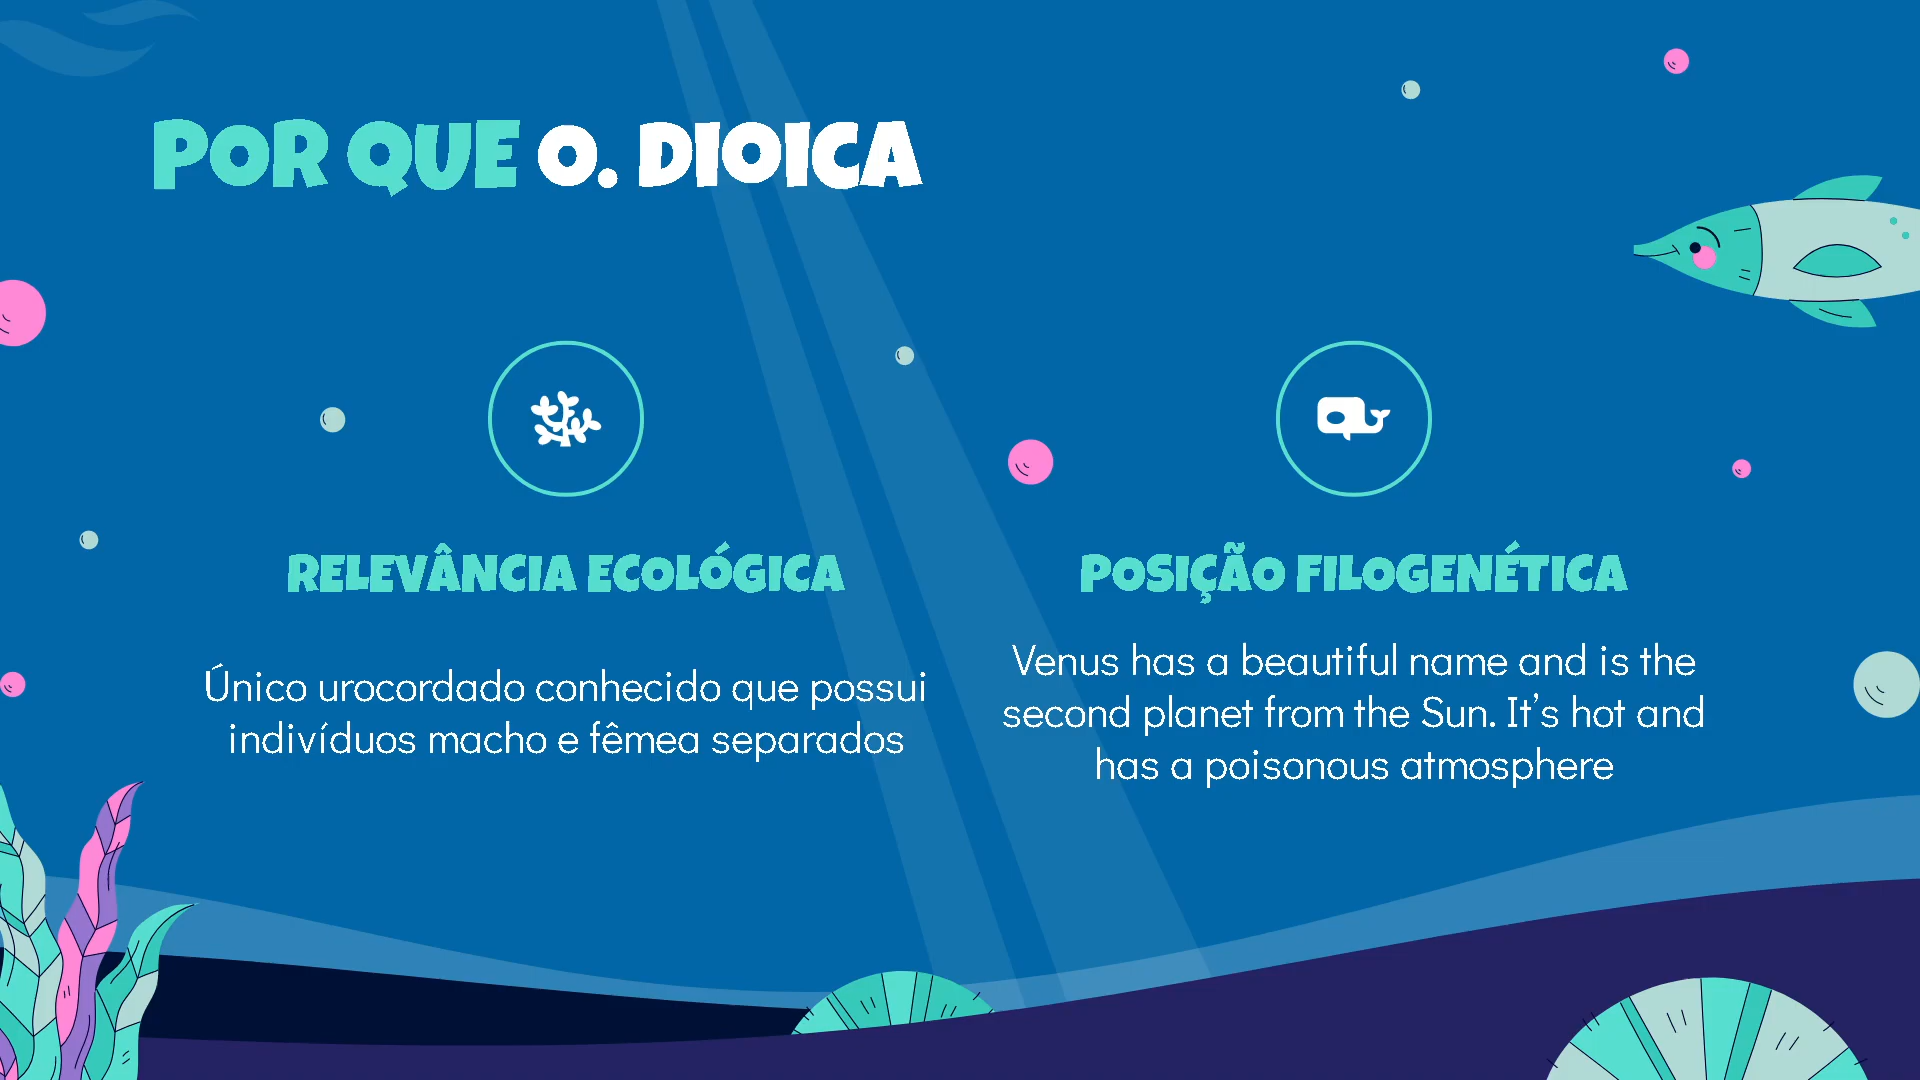 POR QUE O. DIOICA
RELEVÂNCIA ECOLÓGICA
Único urocordado conhecido que possui
indivíduos macho e fêmea separados
POSIÇÃO FILOGENÉTICA
Venus has a beautiful name and is the
second planet from the Sun. It’s hot and
has a poisonous atmosphere